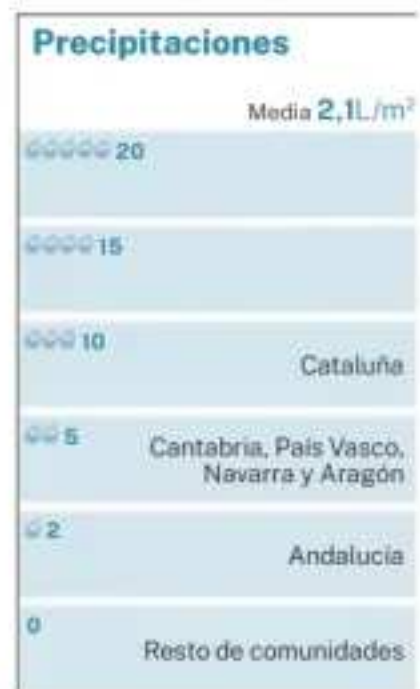 Precipitaciones
Media 2,1L/m²
20
15
10
Cataluña
5
Cantabria, País Vasco,
Navarra y Aragón
2
Andalucía
0
Resto de comunidades